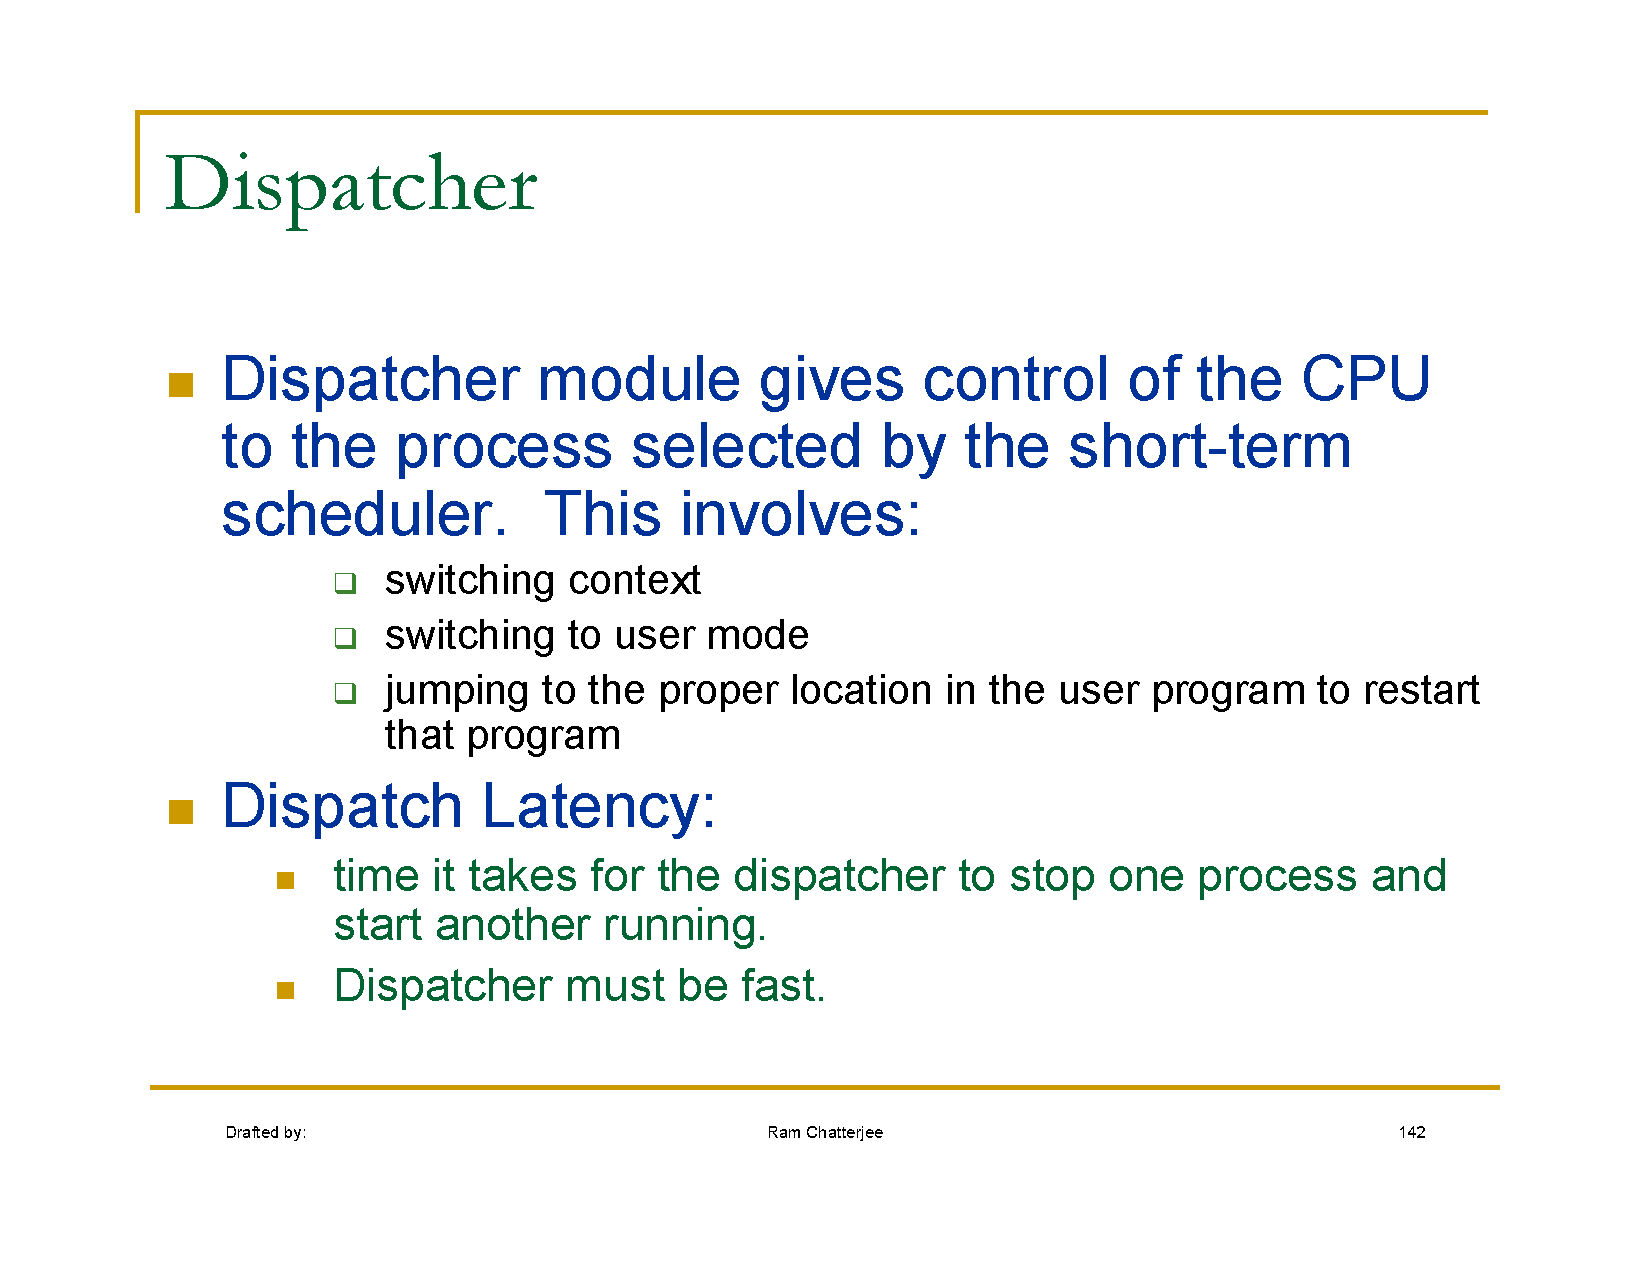 Dispatcher
Dispatcher module gives control of the CPU
to the process selected by the short-term
scheduler. This involves:
switching context
switching to user mode
jumping to the proper location in the user program to restart
that program
Dispatch Latency:
time it takes for the dispatcher to stop one process and
start another running.
Dispatcher must be fast.
Drafted by: Ram Chatterjee 142